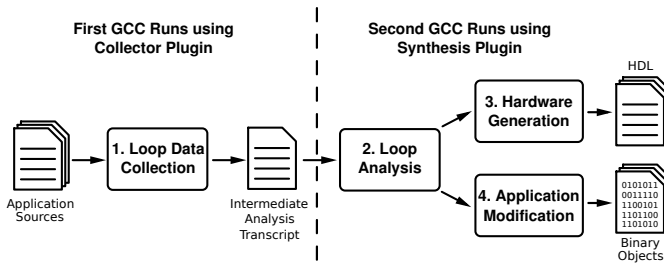 First GCC Runs using
Collector Plugin
Second GCC Runs using
Synthesis Plugin
HDL
3. Hardware
Generation
1. Loop Data
Collection
2. Loop
Analysis
Application
Sources
Intermediate
Analysis
Transcript
4. Application
Modification
0101011
0011110
1100101
1101100
1101010
Binary
Objects